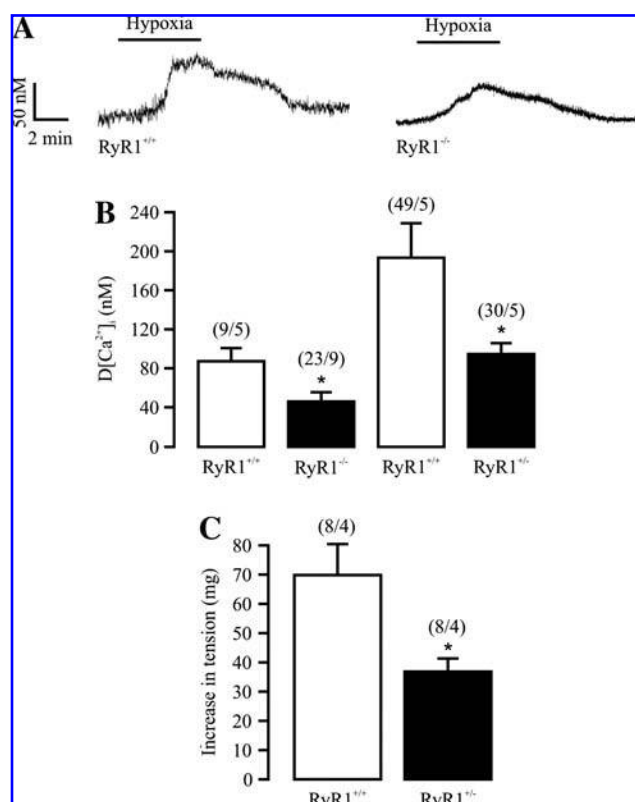 A
Hypoxia
Hypoxia
50 nM
2 min
RyR1+/+
RyR1-/-
B
D[Ca2+]i (nM)
240
200
160
120
80
40
0
(9/5)
(23/9)
*
(49/5)
(30/5)
*
RyR1+/+
RyR1-/-
RyR1+/+
RyR1+/-
C
Increase in tension (mg)
80
70
60
50
40
30
20
10
0
(8/4)
(8/4)
*
RyR1+/+
RyR1+/-